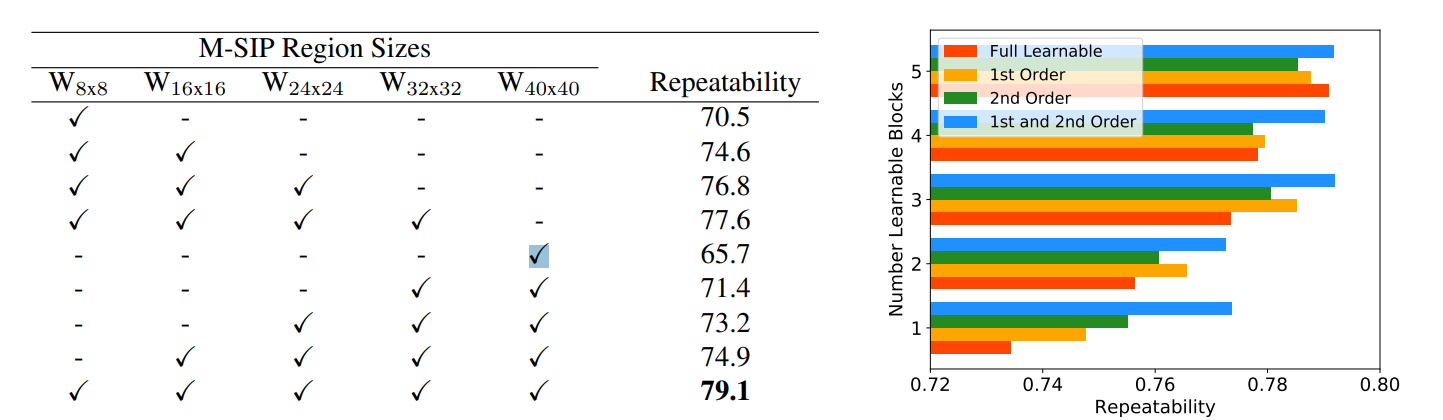 M-SIP Region Sizes
W8x8 W16x16 W24x24 W32x32 W40x40 Repeatability
✓ - - - - 70.5
✓ ✓ - - - 74.6
✓ ✓ ✓ - - 76.8
✓ ✓ ✓ ✓ - 77.6
- - - - ✓ 65.7
- - - ✓ ✓ 71.4
- - ✓ ✓ ✓ 73.2
- ✓ ✓ ✓ ✓ 74.9
✓ ✓ ✓ ✓ ✓ 79.1
Full Learnable
1st Order
2nd Order
1st and 2nd Order
Number Learnable Blocks
5
4
3
2
1
0.72 0.74 0.76 0.78 0.80
Repeatability